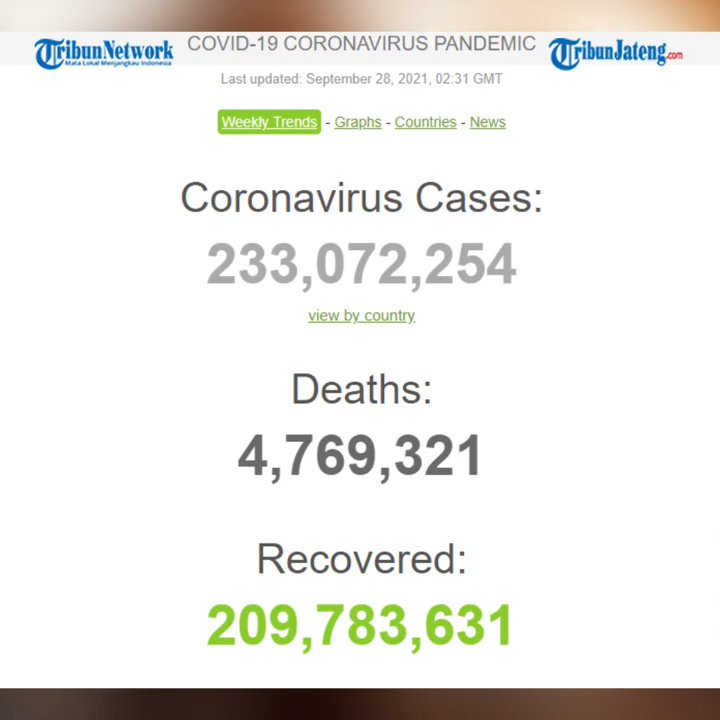 TribunNetwork
Mata Lokal Menjangkau Indonesia
COVID-19 CORONAVIRUS PANDEMIC
TribunJateng.com
Last updated: September 28, 2021, 02:31 GMT
Weekly Trends - Graphs - Countries - News
Coronavirus Cases:
233,072,254
view by country
Deaths:
4,769,321
Recovered:
209,783,631